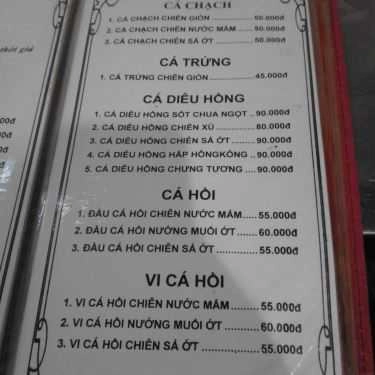 thời giá
CÁ CHẠCH
1. CÁ CHẠCH CHIÊN GIÒN 50.000đ
2. CÁ CHẠCH CHIÊN NƯỚC MẮM 50.000đ
3. CÁ CHẠCH CHIÊN SẢ ỚT 50.000đ
CÁ TRỨNG
1. CÁ TRỨNG CHIÊN GIÒN 45.000đ
CÁ DIÊU HỒNG
1. CÁ DIÊU HỒNG SỐT CHUA NGỌT .. 90.000đ
2. CÁ DIÊU HỒNG CHIÊN XÙ ........ 80.000đ
3. CÁ DIÊU HỒNG CHIÊN SẢ ỚT ..... 90.000đ
4. CÁ DIÊU HỒNG HẤP HỒNGKÔNG .. 90.000đ
5. CÁ DIÊU HỒNG CHƯNG TƯƠNG .... 90.000đ
CÁ HỒI
1. ĐẦU CÁ HỒI CHIÊN NƯỚC MẮM.... 55.000đ
2. ĐẦU CÁ HỒI NƯỚNG MUỐI ỚT ..... 60.000đ
3. ĐẦU CÁ HỒI CHIÊN SẢ ỚT ............ 55.000đ
VI CÁ HỒI
1. VI CÁ HỒI CHIÊN NƯỚC MẮM ........ 55.000đ
2. VI CÁ HỒI NƯỚNG MUỐI ỚT ......... 60.000đ
3. VI CÁ HỒI CHIÊN SẢ ỚT ............... 55.000đ